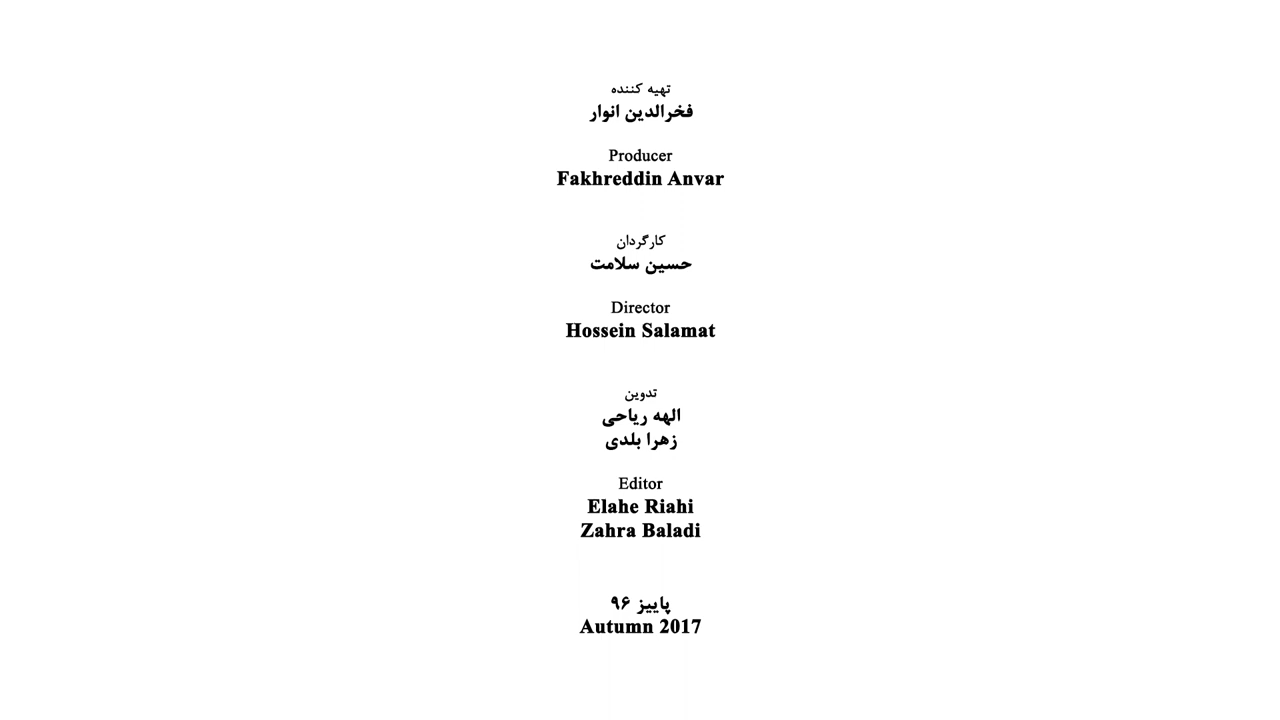 تهیه کننده
فخرالدین انوار
Producer
Fakhreddin Anvar
کارگردان
حسین سلامت
Director
Hossein Salamat
تدوین
الهه ریاحی
زهرا بلدی
Editor
Elahe Riahi
Zahra Baladi
پاییز ۹۶
Autumn 2017